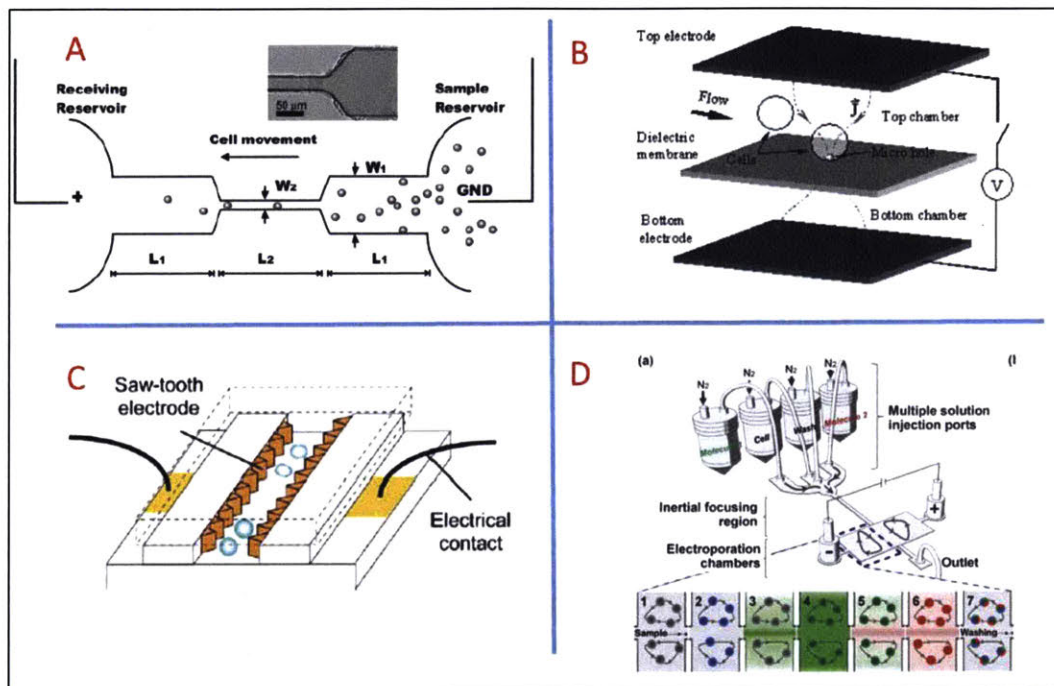 A
Receiving
Reservoir
50 µm
Sample
Reservoir
Cell movement
W₂
W₁
GND
+
L₁
L₂
L₁
B
Top electrode
Flow
J
Top chamber
Dielectric
membrane
Cells
Micro hole
V
Bottom
electrode
Bottom chamber
C
Saw-tooth
electrode
Electrical
contact
D
(a)
(l
N₂
N₂
N₂
N₂
Molecule
Cell
Wash
Molecule 2
Multiple solution
injection ports
Inertial focusing
region
+
Electroporation
chambers
-
Outlet
1
2
3
4
5
6
7
Sample
Washing